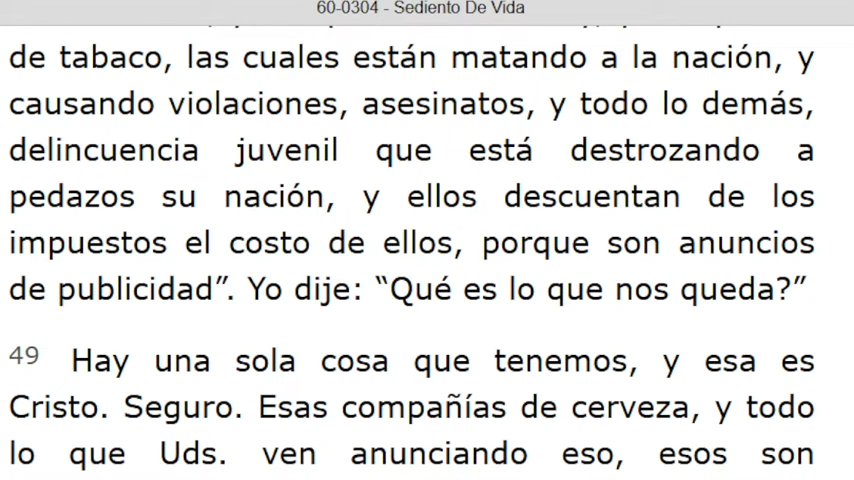 60-0304 - Sediento De Vida
de tabaco, las cuales están matando a la nación, y
causando violaciones, asesinatos, y todo lo demás,
delincuencia juvenil que está destrozando a
pedazos su nación, y ellos descuentan de los
impuestos el costo de ellos, porque son anuncios
de publicidad”. Yo dije: “Qué es lo que nos queda?”
49 Hay una sola cosa que tenemos, y esa es
Cristo. Seguro. Esas compañías de cerveza, y todo
lo que Uds. ven anunciando eso, esos son